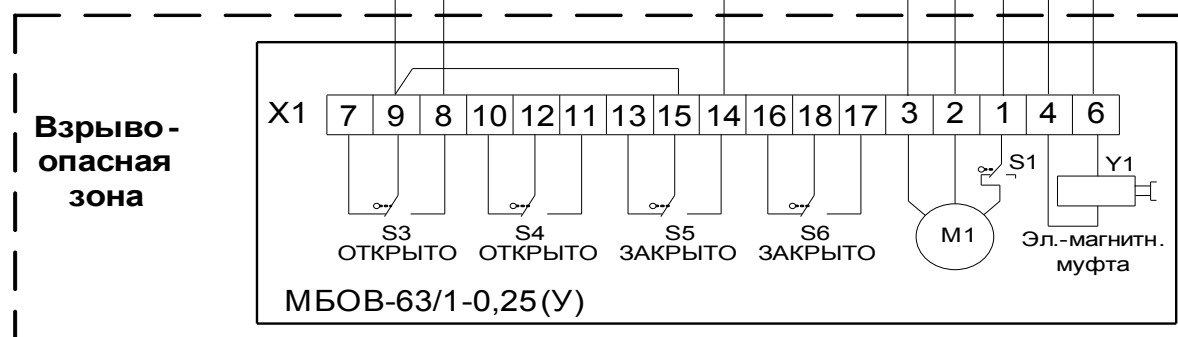 Взрыво-
опасная
зона
X1 7 9 8 10 12 11 13 15 14 16 18 17 3 2 1 4 6
S1
Y1
S3
ОТКРЫТО
S4
ОТКРЫТО
S5
ЗАКРЫТО
S6
ЗАКРЫТО
M1
Эл.-магнитн.
муфта
МБОВ-63/1-0,25(У)